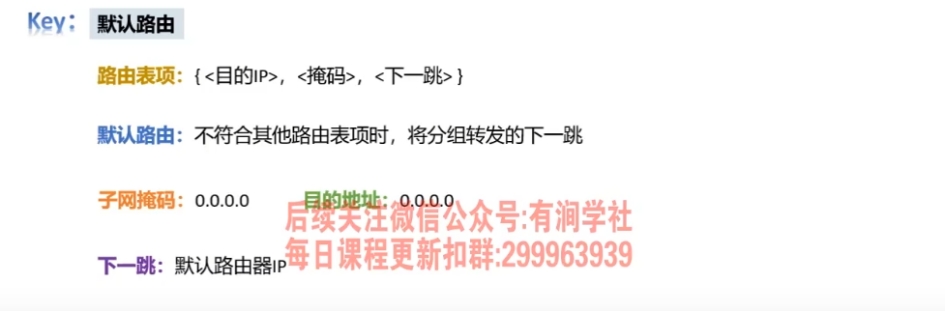 Key： 默认路由
路由表项：{ <目的IP>，<掩码>，<下一跳> }
默认路由：不符合其他路由表项时，将分组转发的下一跳
子网掩码：0.0.0.0 目的地址：0.0.0.0
后续关注微信公众号:有涧学社
每日课程更新扣群:299963939
下一跳：默认路由器IP